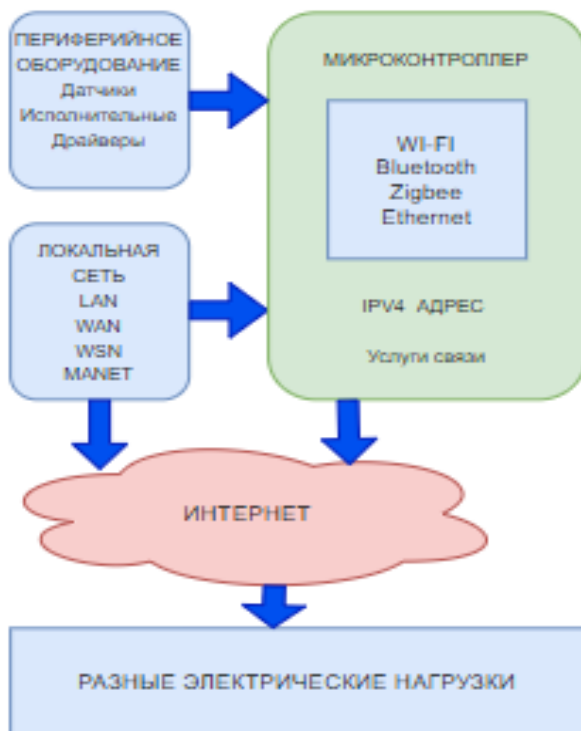 ПЕРИФЕРИЙНОЕ
ОБОРУДОВАНИЕ
Датчики
Исполнительные
Драйверы
МИКРОКОНТРОЛЛЕР
WI-FI
Bluetooth
Zigbee
Ethernet
IPV4 АДРЕС
Услуги связи
ЛОКАЛЬНАЯ
СЕТЬ
LAN
WAN
WSN
MANET
ИНТЕРНЕТ
РАЗНЫЕ ЭЛЕКТРИЧЕСКИЕ НАГРУЗКИ